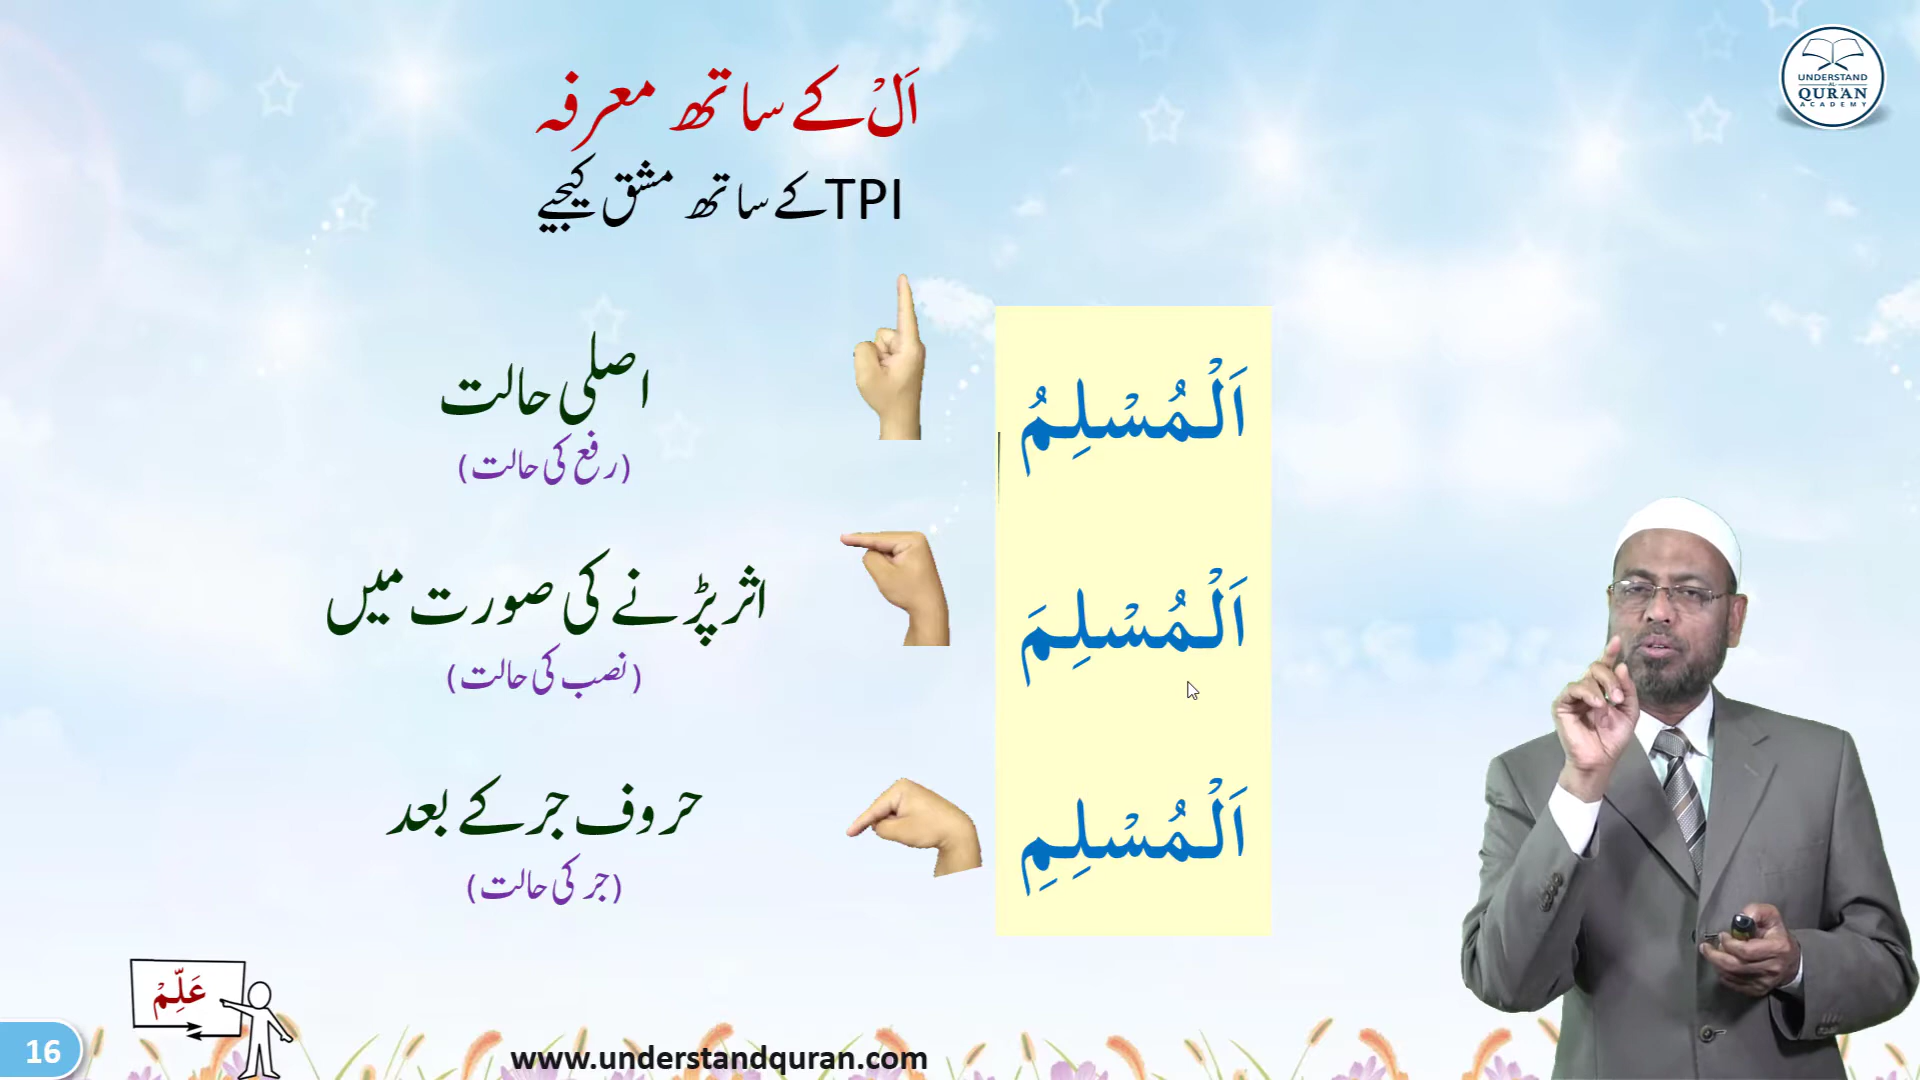 UNDERSTAND
AL-
QUR'AN
ACADEMY
اَلْ کے ساتھ معرفہ
TPI کے ساتھ مشق کیجیے
اَلْمُسْلِمُ
اصلی حالت
(رفع کی حالت)
اَلْمُسْلِمَ
اثر پڑنے کی صورت میں
(نصب کی حالت)
اَلْمُسْلِمِ
حروف جر کے بعد
(جر کی حالت)
عَلِّمْ
16
www.understandquran.com